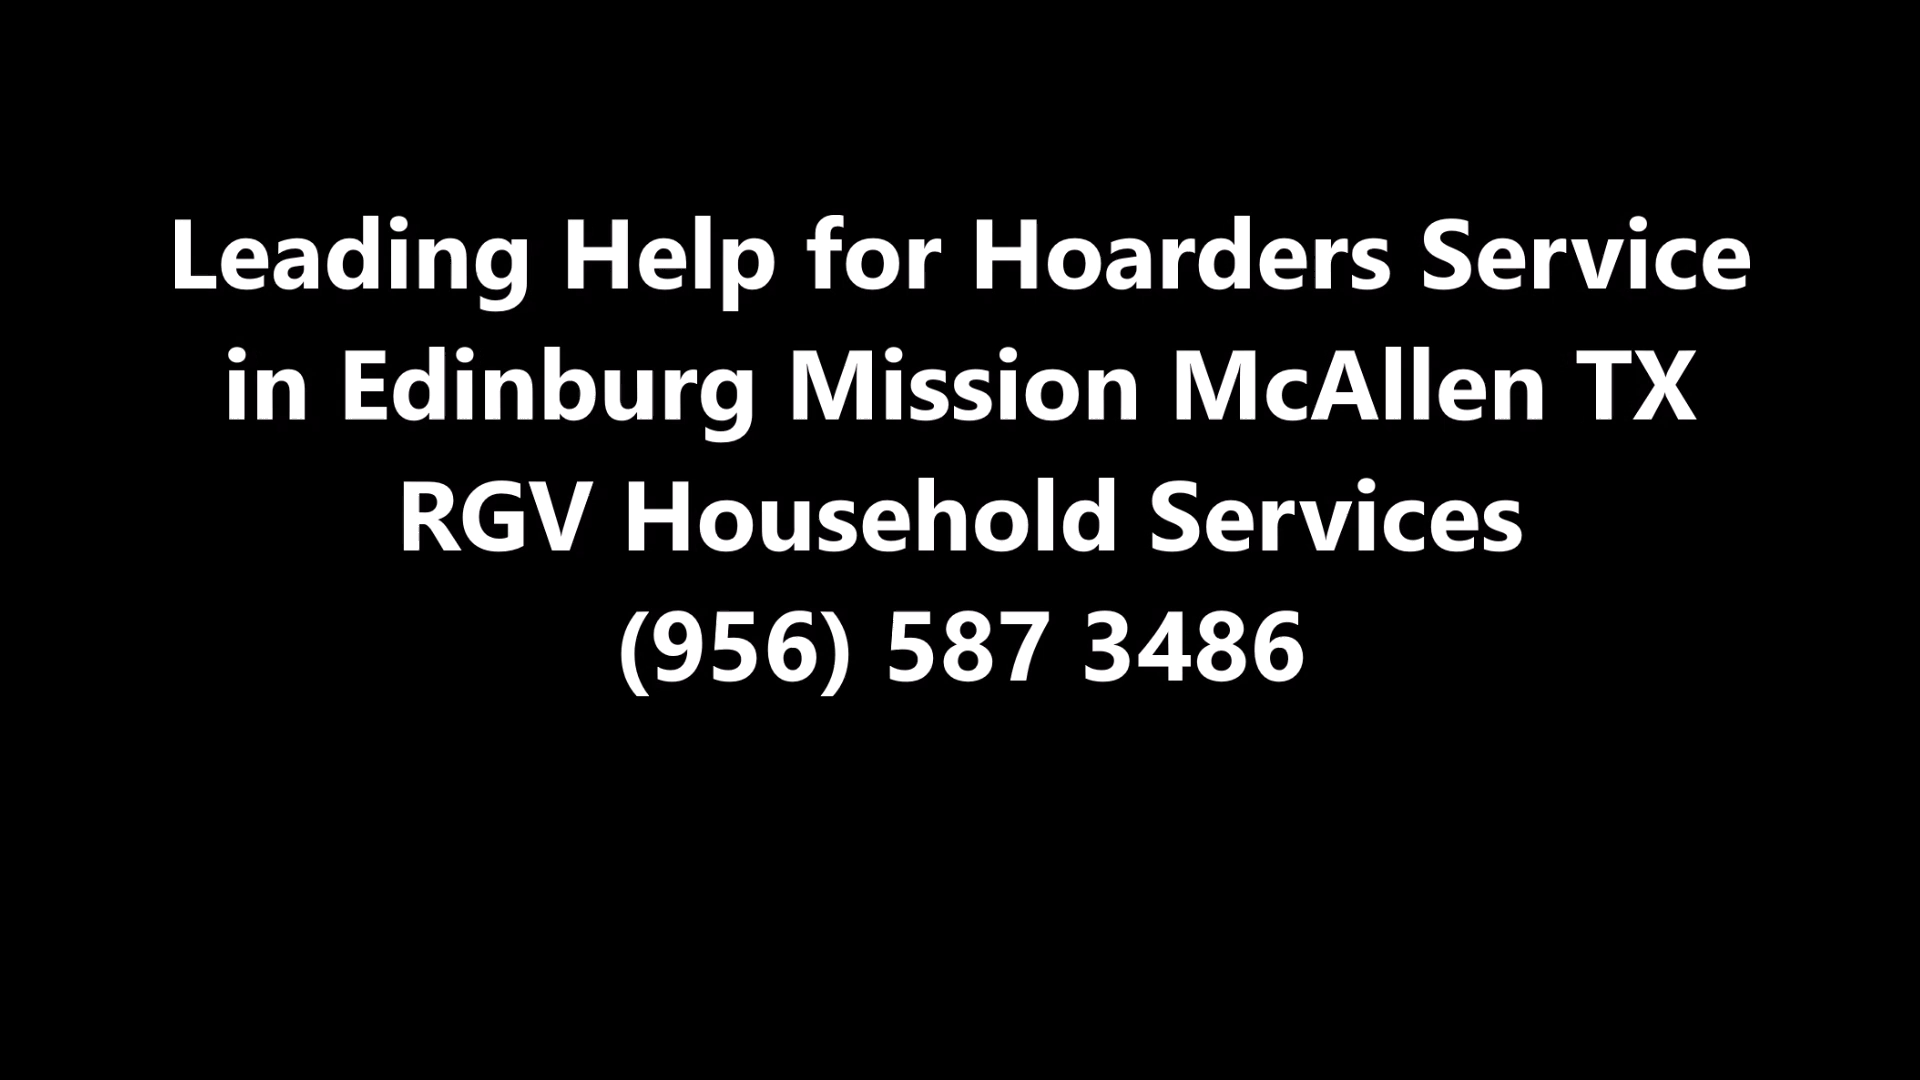 Leading Help for Hoarders Service
in Edinburg Mission McAllen TX
RGV Household Services
(956) 587 3486